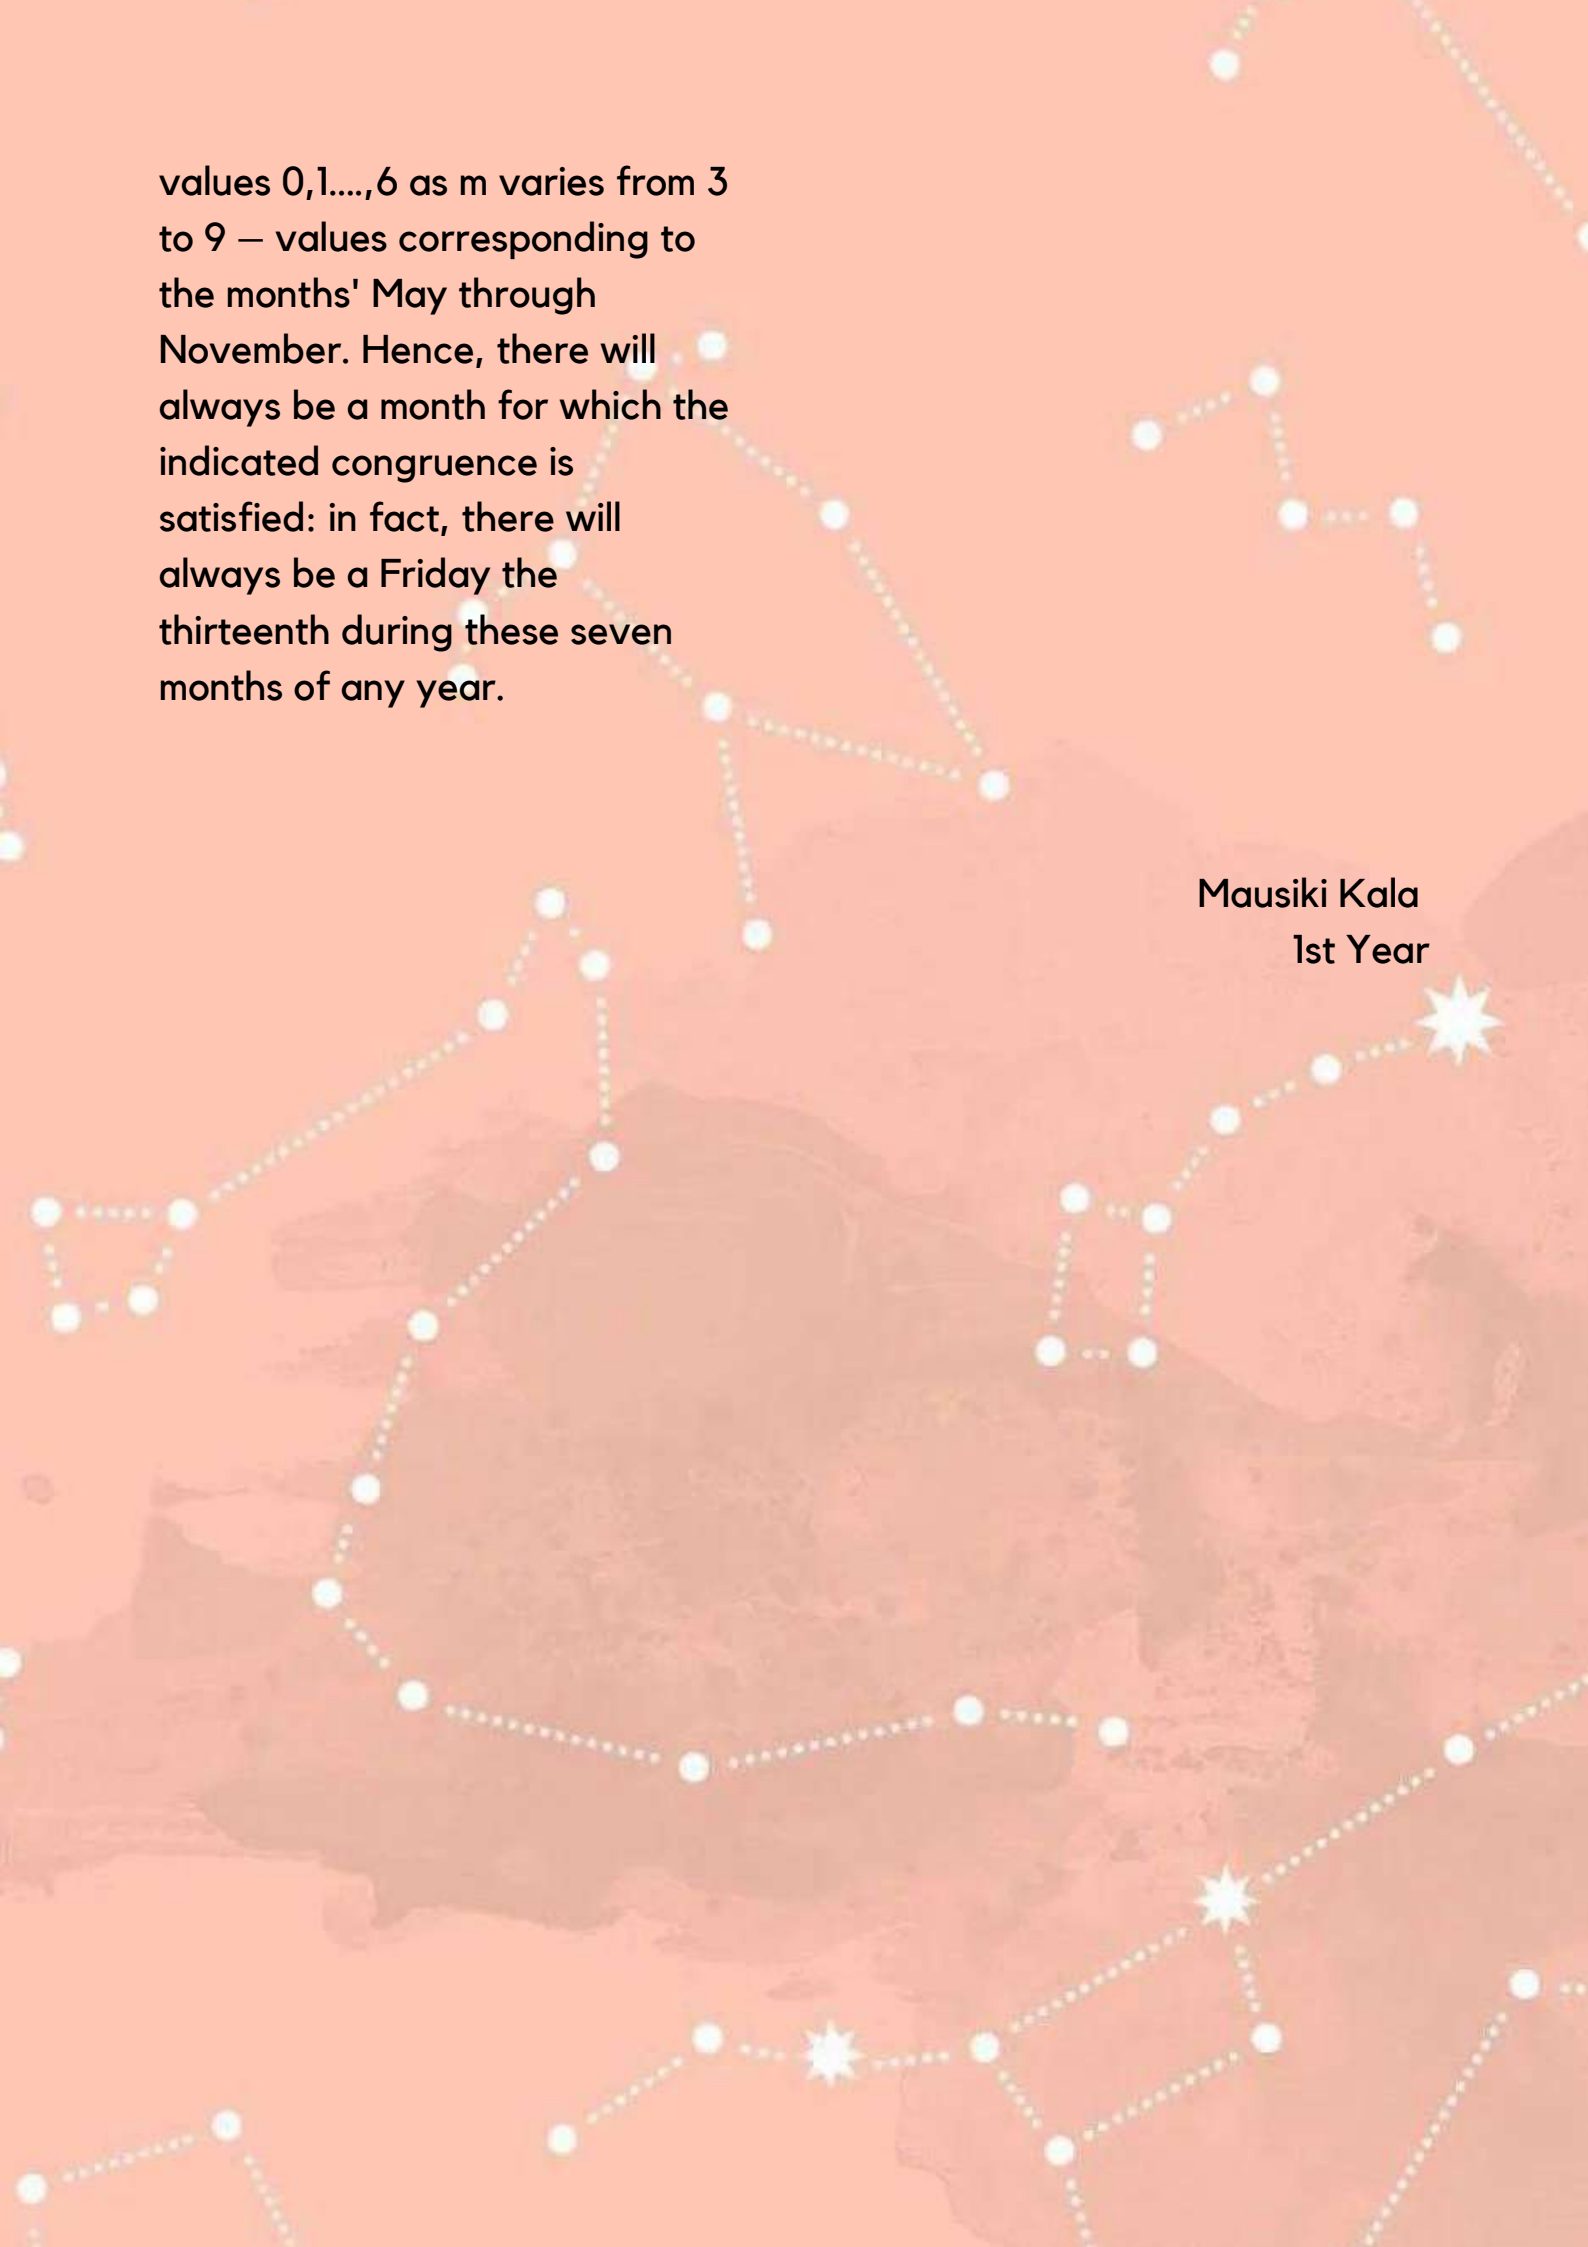 values 0,1....,6 as m varies from 3
to 9 – values corresponding to
the months' May through
November. Hence, there will
always be a month for which the
indicated congruence is
satisfied: in fact, there will
always be a Friday the
thirteenth during these seven
months of any year.
Mausiki Kala
1st Year